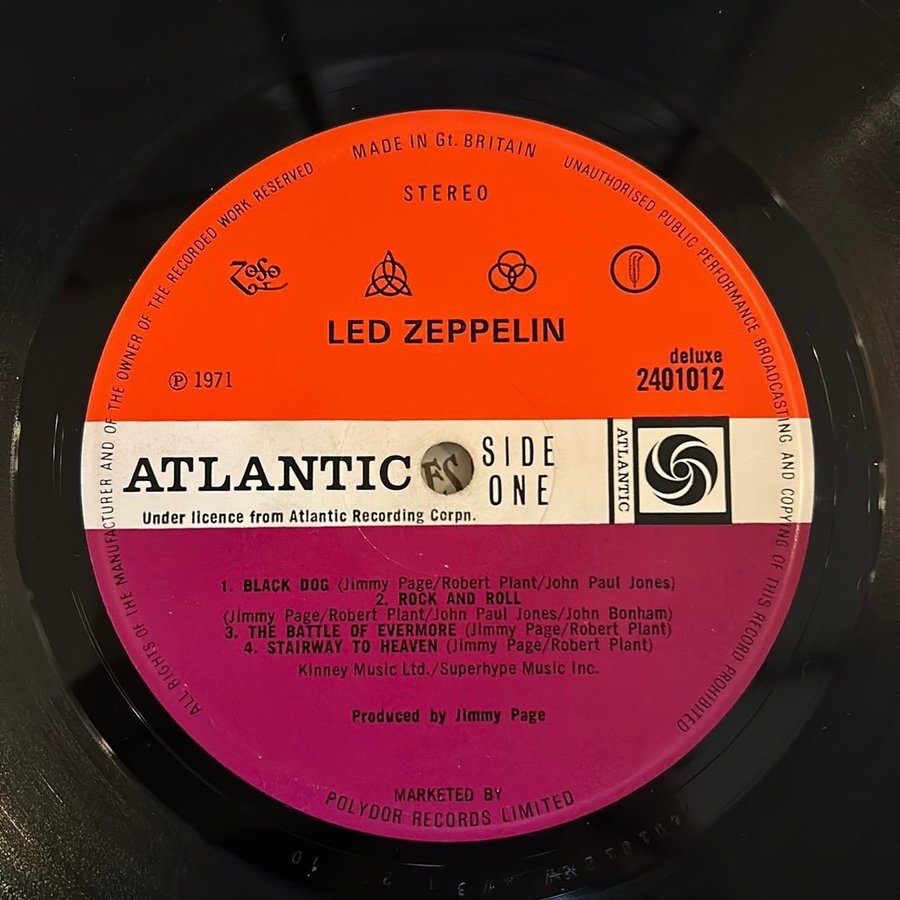 MADE IN Gt. BRITAIN
UNAUTHORISED PUBLIC PERFORMANCE BROADCASTING AND COPYING OF THIS RECORD PROHIBITED
ALL RIGHTS OF THE MANUFACTURER AND OF THE OWNER OF THE RECORDED WORK RESERVED
STEREO
LED ZEPPELIN
℗ 1971
deluxe
2401012
ATLANTIC
SIDE
ONE
ATLANTIC
Under licence from Atlantic Recording Corpn.
1. BLACK DOG (Jimmy Page/Robert Plant/John Paul Jones)
2. ROCK AND ROLL
(Jimmy Page/Robert Plant/John Paul Jones/John Bonham)
3. THE BATTLE OF EVERMORE (Jimmy Page/Robert Plant)
4. STAIRWAY TO HEAVEN (Jimmy Page/Robert Plant)
Kinney Music Ltd./Superhype Music Inc.
Produced by Jimmy Page
MARKETED BY
POLYDOR RECORDS LIMITED